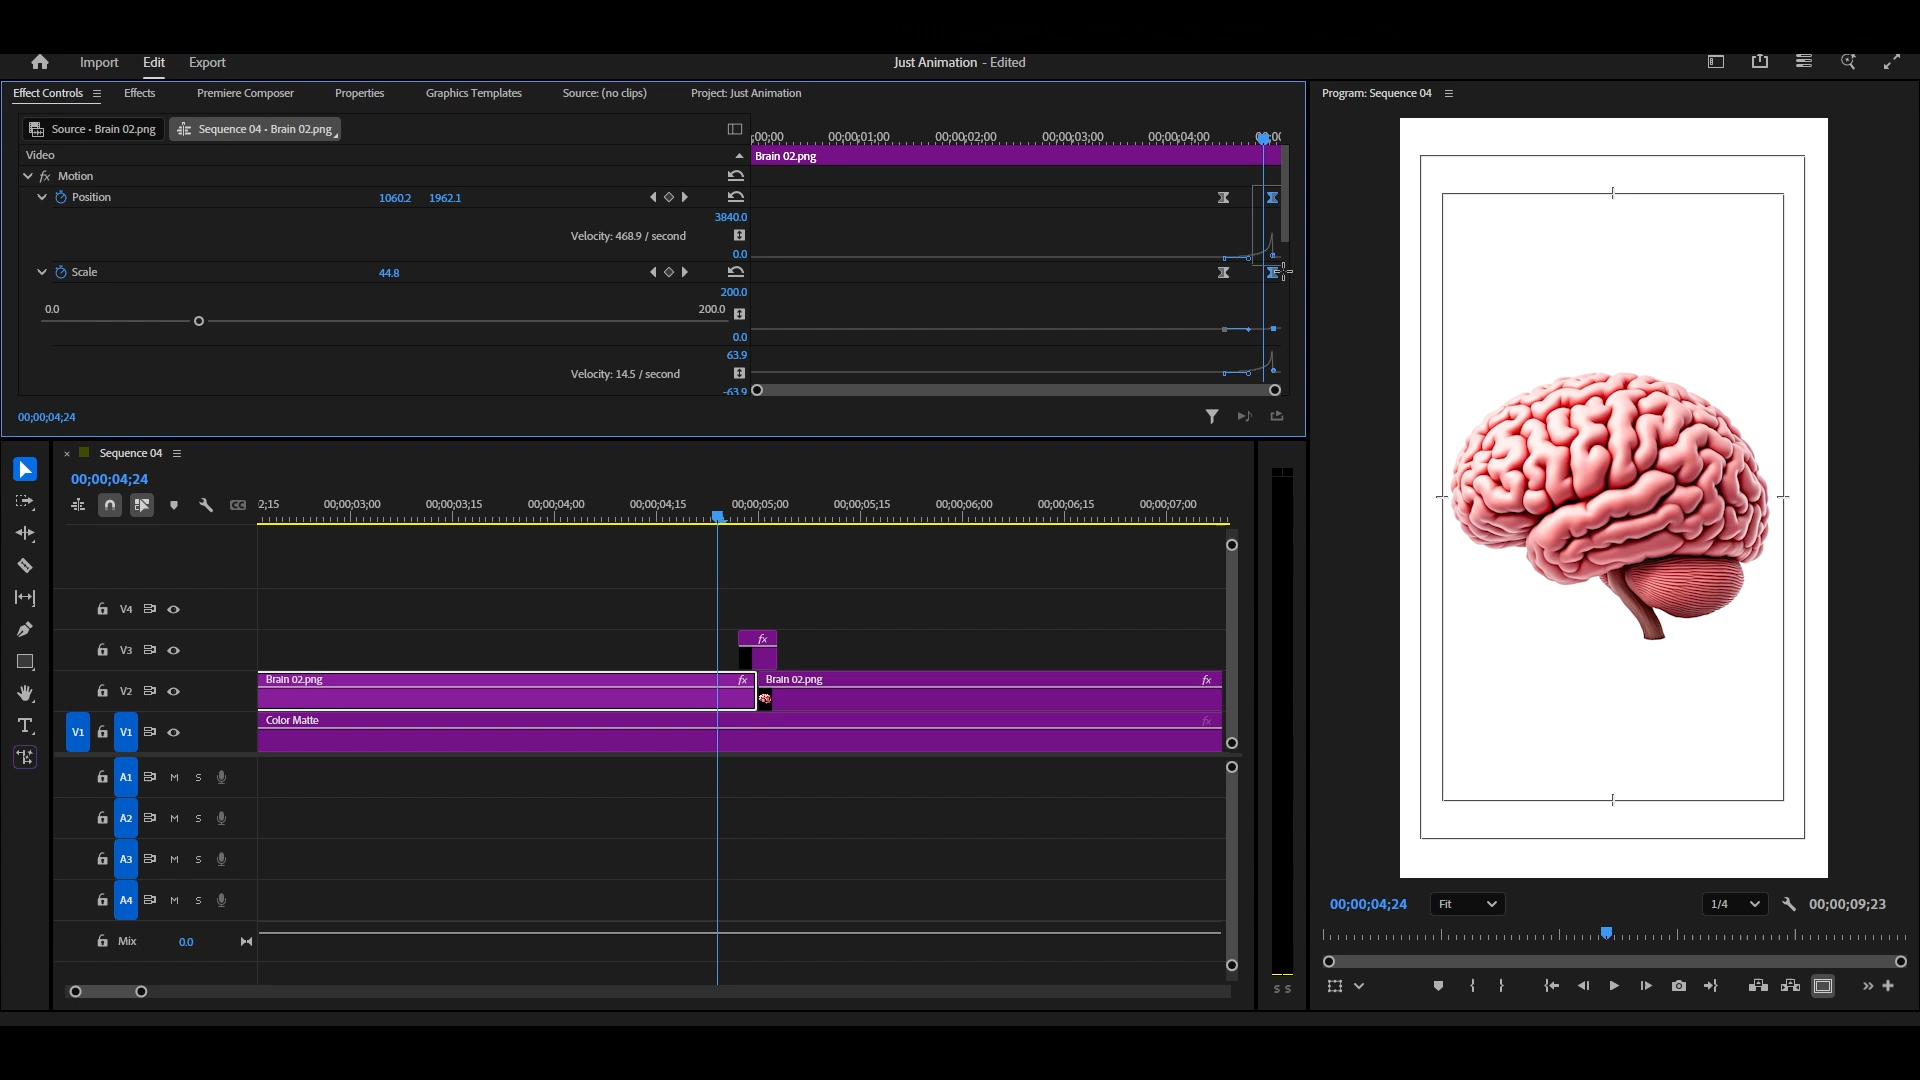 Import Edit Export Just Animation - Edited
Effect Controls Effects Premiere Composer Properties Graphics Templates Source: (no clips) Project: Just Animation
Program: Sequence 04
Source • Brain 02.png Sequence 04 • Brain 02.png
;00;00 00;00;01;00 00;00;02;00 00;00;03;00 00;00;04;00
Video
Brain 02.png
fx Motion
Position 1060.2 1962.1
3840.0
Velocity: 468.9 / second
0.0
Scale 44.8
200.0
0.0 200.0
0.0
63.9
Velocity: 14.5 / second
-63.9
00;00;04;24
× Sequence 04
00;00;04;24
CC
2;15 00;00;03;00 00;00;03;15 00;00;04;00 00;00;04;15 00;00;05;00 00;00;05;15 00;00;06;00 00;00;06;15 00;00;07;00
V4
V3 fx
V2 Brain 02.png fx Brain 02.png fx
V1 V1 Color Matte fx
A1 M S
A2 M S
A3 M S
A4 M S
Mix 0.0
S S
00;00;04;24 Fit 1/4 00;00;09;23